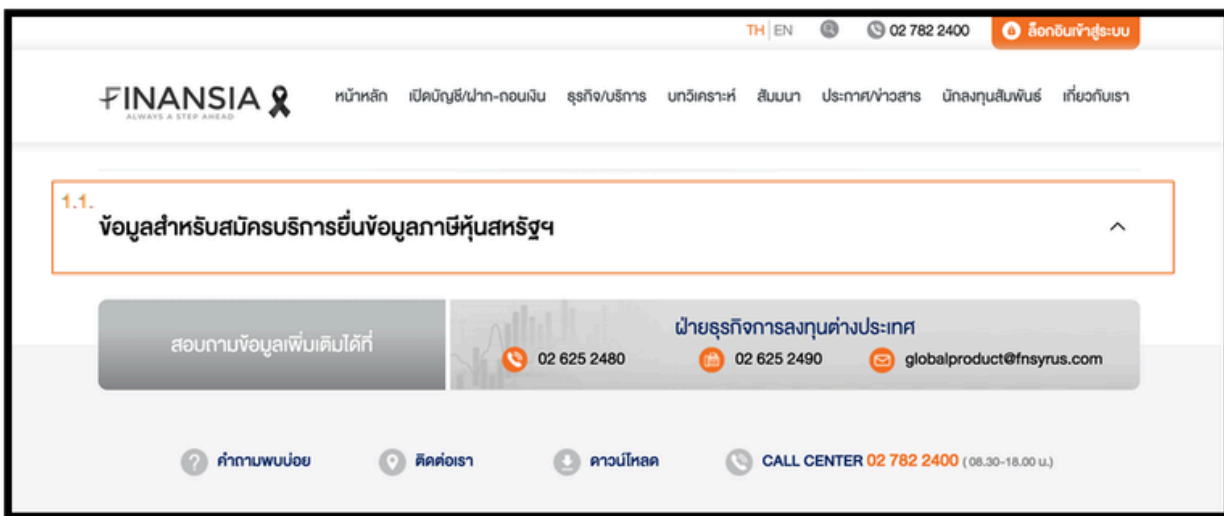 TH EN 02 782 2400 ล็อกอินเข้าสู่ระบบ
FINANSIA
ALWAYS A STEP AHEAD
หน้าหลัก เปิดบัญชี/ฝาก-ถอนเงิน ธุรกิจ/บริการ บทวิเคราะห์ สัมมนา ประกาศ/ข่าวสาร นักลงทุนสัมพันธ์ เกี่ยวกับเรา
1.1.
ข้อมูลสำหรับสมัครบริการยื่นข้อมูลภาษีหุ้นสหรัฐฯ
สอบถามข้อมูลเพิ่มเติมได้ที่
ฝ่ายธุรกิจการลงทุนต่างประเทศ
02 625 2480 02 625 2490 globalproduct@fnsyrus.com
คำถามพบบ่อย ติดต่อเรา ดาวน์โหลด CALL CENTER 02 782 2400 (08.30-18.00 น.)